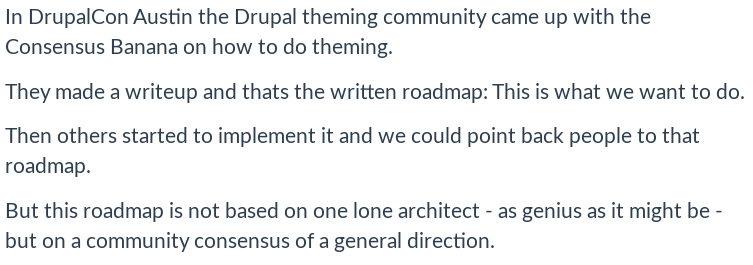 In DrupalCon Austin the Drupal theming community came up with the
Consensus Banana on how to do theming.
They made a writeup and thats the written roadmap: This is what we want to do.
Then others started to implement it and we could point back people to that
roadmap.
But this roadmap is not based on one lone architect - as genius as it might be -
but on a community consensus of a general direction.